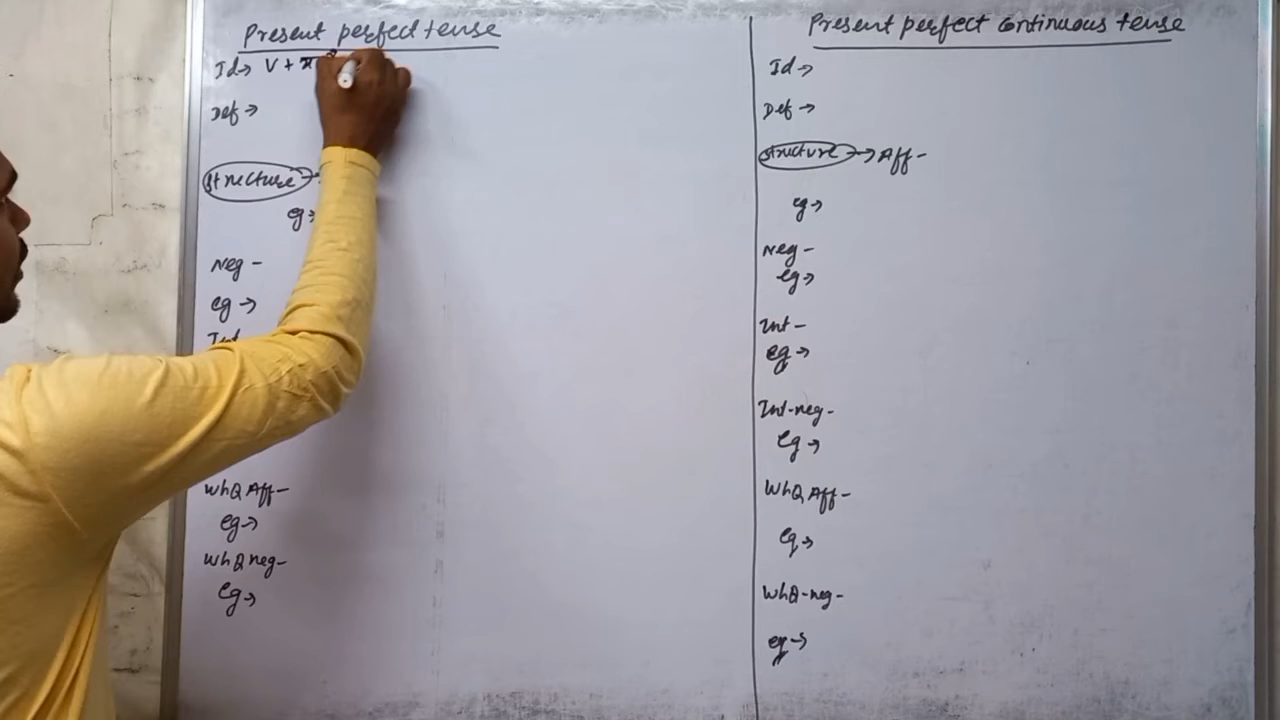 Present perfect tense
Id→ V +
Def →
Structure →
eg →
Neg -
eg →
Int
WhQ Aff -
eg →
WhQ neg -
eg →
Present perfect continuous tense
Id →
Def →
Structure → Aff -
eg →
Neg -
eg →
Int -
eg →
Int-neg-
eg →
WhQ Aff -
eg →
WhQ-neg-
eg →